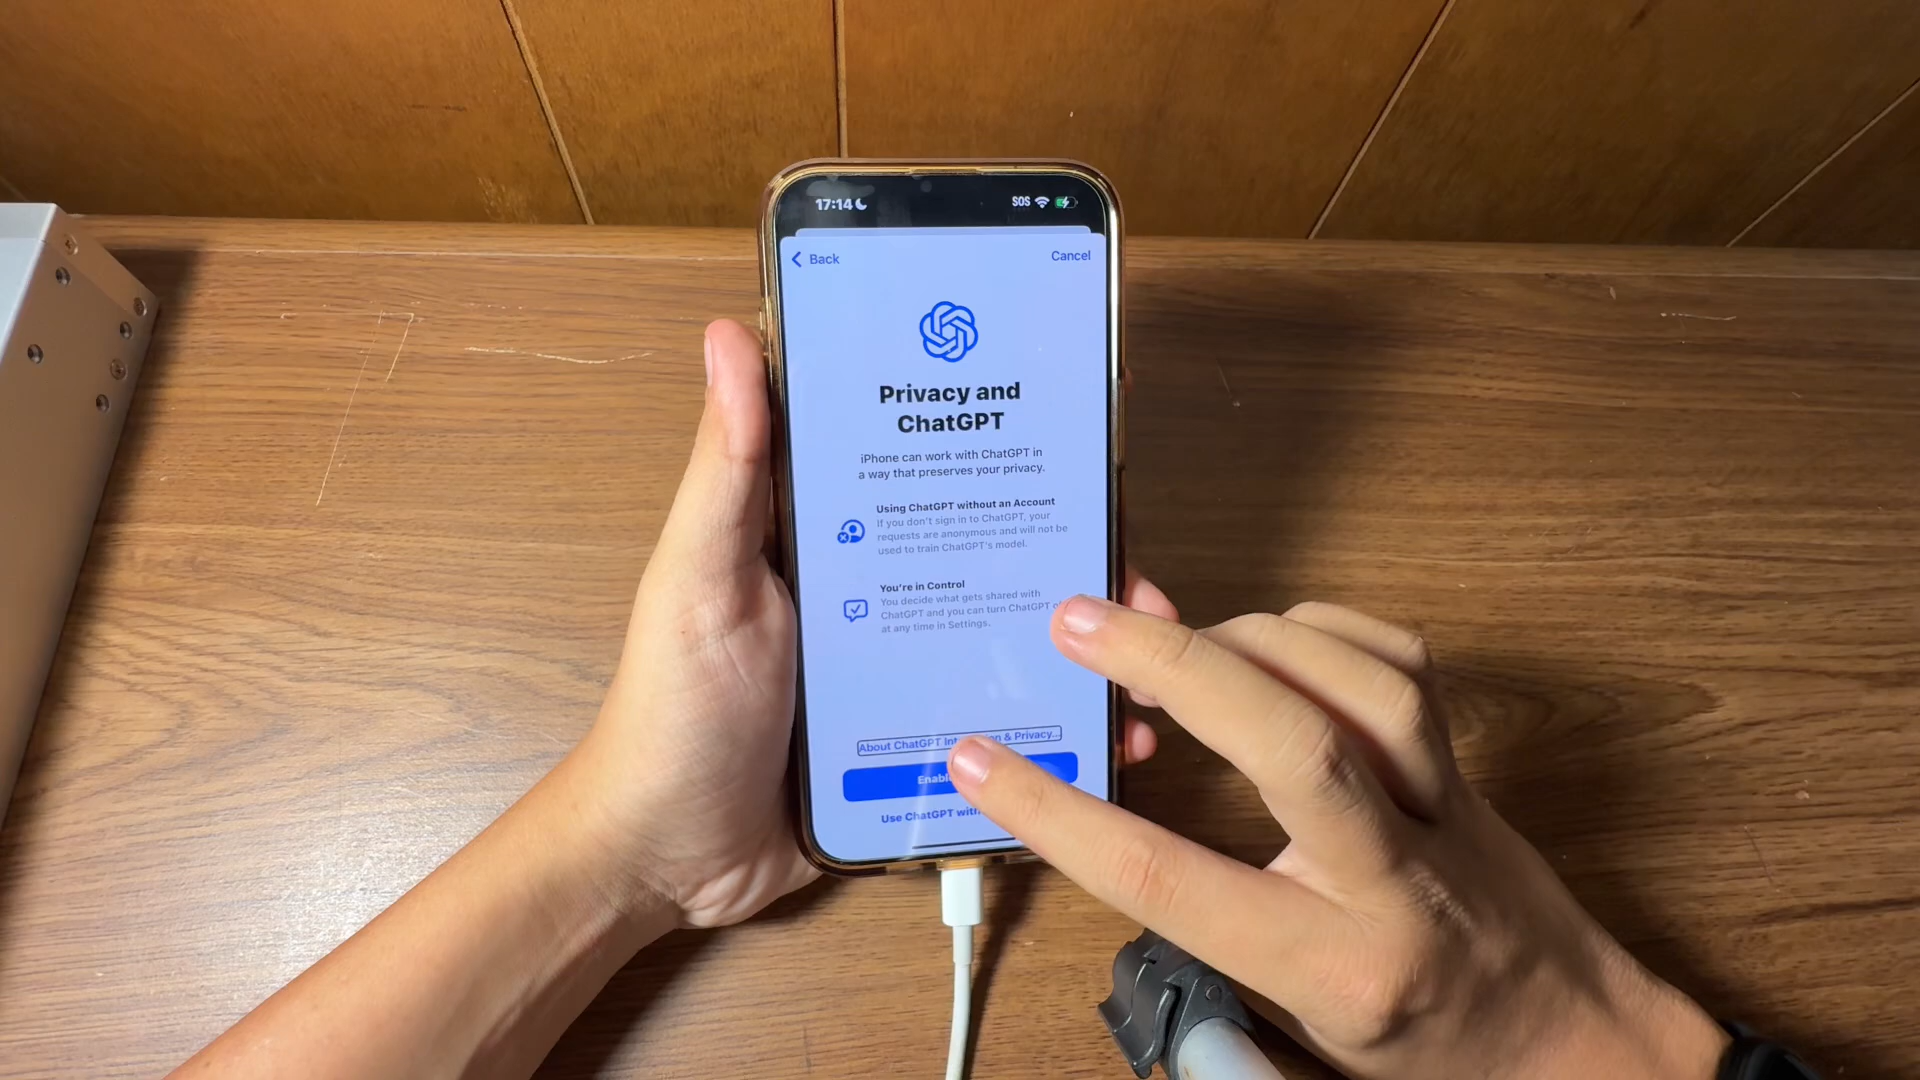 17:14
SOS
Back
Cancel
Privacy and
ChatGPT
iPhone can work with ChatGPT in
a way that preserves your privacy.
Using ChatGPT without an Account
If you don't sign in to ChatGPT, your
requests are anonymous and will not be
used to train ChatGPT's model.
You're in Control
You decide what gets shared with
ChatGPT and you can turn ChatGPT
at any time in Settings.
About ChatGPT & Privacy...
Use ChatGPT